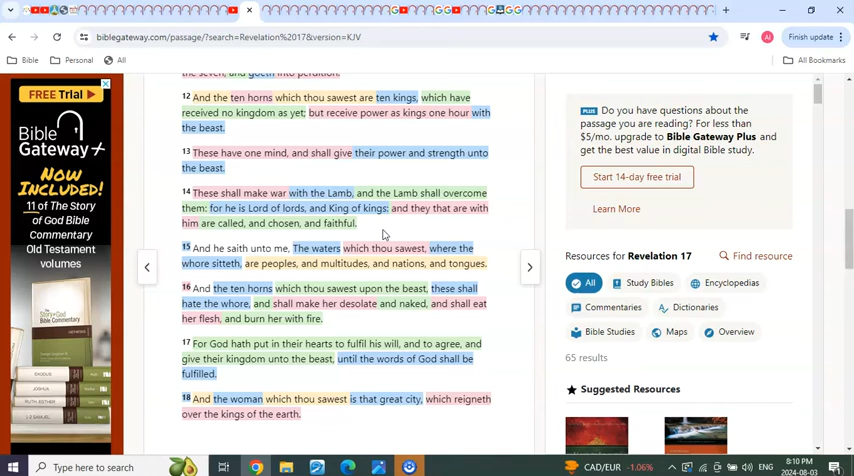 Finish update
biblegateway.com/passage/?search=Revelation%2017&version=KJV
Bible
Personal
All
All Bookmarks
FREE Trial
Bible
Gateway+
NOW
INCLUDED!
11 of The Story
of God Bible
Commentary
Old Testament
volumes
EXODUS
JOSHUA
RUTH, ESTHER
1-2 SAMUEL
the seven, and goeth into perdition.
12 And the ten horns which thou sawest are ten kings, which have
received no kingdom as yet; but receive power as kings one hour with
the beast.
13 These have one mind, and shall give their power and strength unto
the beast.
14 These shall make war with the Lamb, and the Lamb shall overcome
them: for he is Lord of lords, and King of kings: and they that are with
him are called, and chosen, and faithful.
15 And he saith unto me, The waters which thou sawest, where the
whore sitteth, are peoples, and multitudes, and nations, and tongues.
16 And the ten horns which thou sawest upon the beast, these shall
hate the whore, and shall make her desolate and naked, and shall eat
her flesh, and burn her with fire.
17 For God hath put in their hearts to fulfil his will, and to agree, and
give their kingdom unto the beast, until the words of God shall be
fulfilled.
18 And the woman which thou sawest is that great city, which reigneth
over the kings of the earth.
PLUS Do you have questions about the
passage you are reading? For less than
$5/mo. upgrade to Bible Gateway Plus and
get the best value in digital Bible study.
Start 14-day free trial
Learn More
Resources for Revelation 17
Find resource
All
Study Bibles
Encyclopedias
Commentaries
Dictionaries
Bible Studies
Maps
Overview
65 results
Suggested Resources
Type here to search
CAD/EUR -1.06%
ENG
8:10 PM
2024-08-03